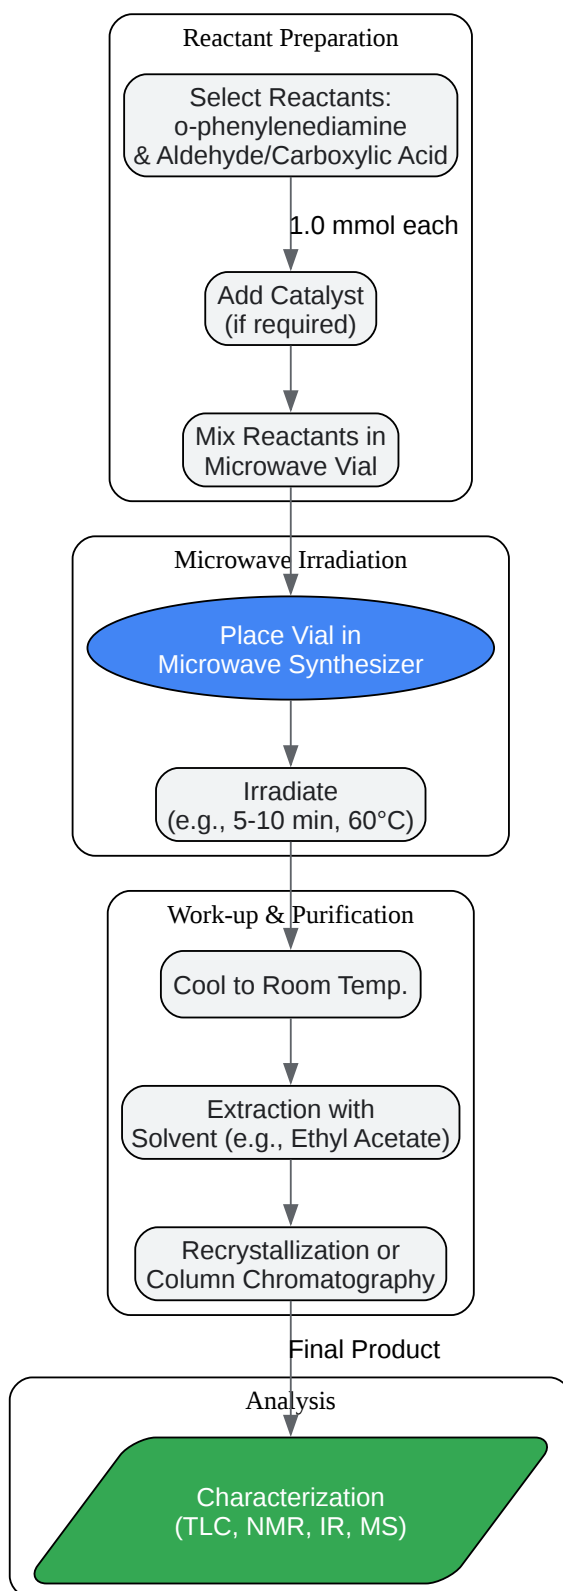 Reactant Preparation
Select Reactants:
o-phenylenediamine
& Aldehyde/Carboxylic Acid
1.0 mmol each
Add Catalyst
(if required)
Mix Reactants in
Microwave Vial
Microwave Irradiation
Place Vial in
Microwave Synthesizer
Irradiate
(e.g., 5-10 min, 60°C)
Work-up & Purification
Cool to Room Temp.
Extraction with
Solvent (e.g., Ethyl Acetate)
Recrystallization or
Column Chromatography
Final Product
Analysis
Characterization
(TLC, NMR, IR, MS)